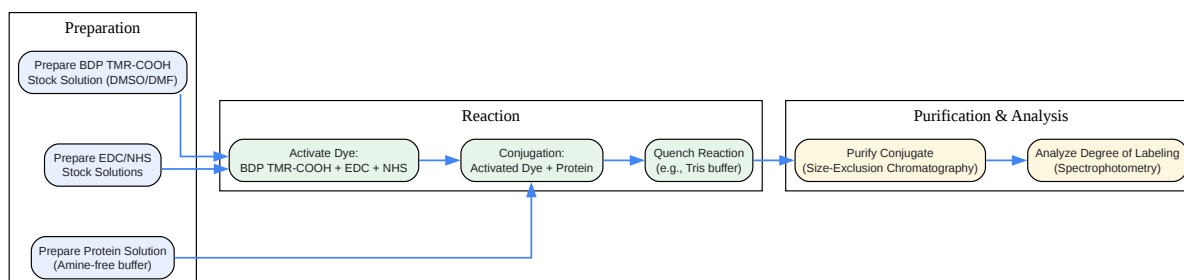 Preparation
Prepare BDP TMR-COOH
Stock Solution (DMSO/DMF)
Prepare EDC/NHS
Stock Solutions
Prepare Protein Solution
(Amine-free buffer)
Reaction
Activate Dye:
BDP TMR-COOH + EDC + NHS
Conjugation:
Activated Dye + Protein
Quench Reaction
(e.g., Tris buffer)
Purification & Analysis
Purify Conjugate
(Size-Exclusion Chromatography)
Analyze Degree of Labeling
(Spectrophotometry)